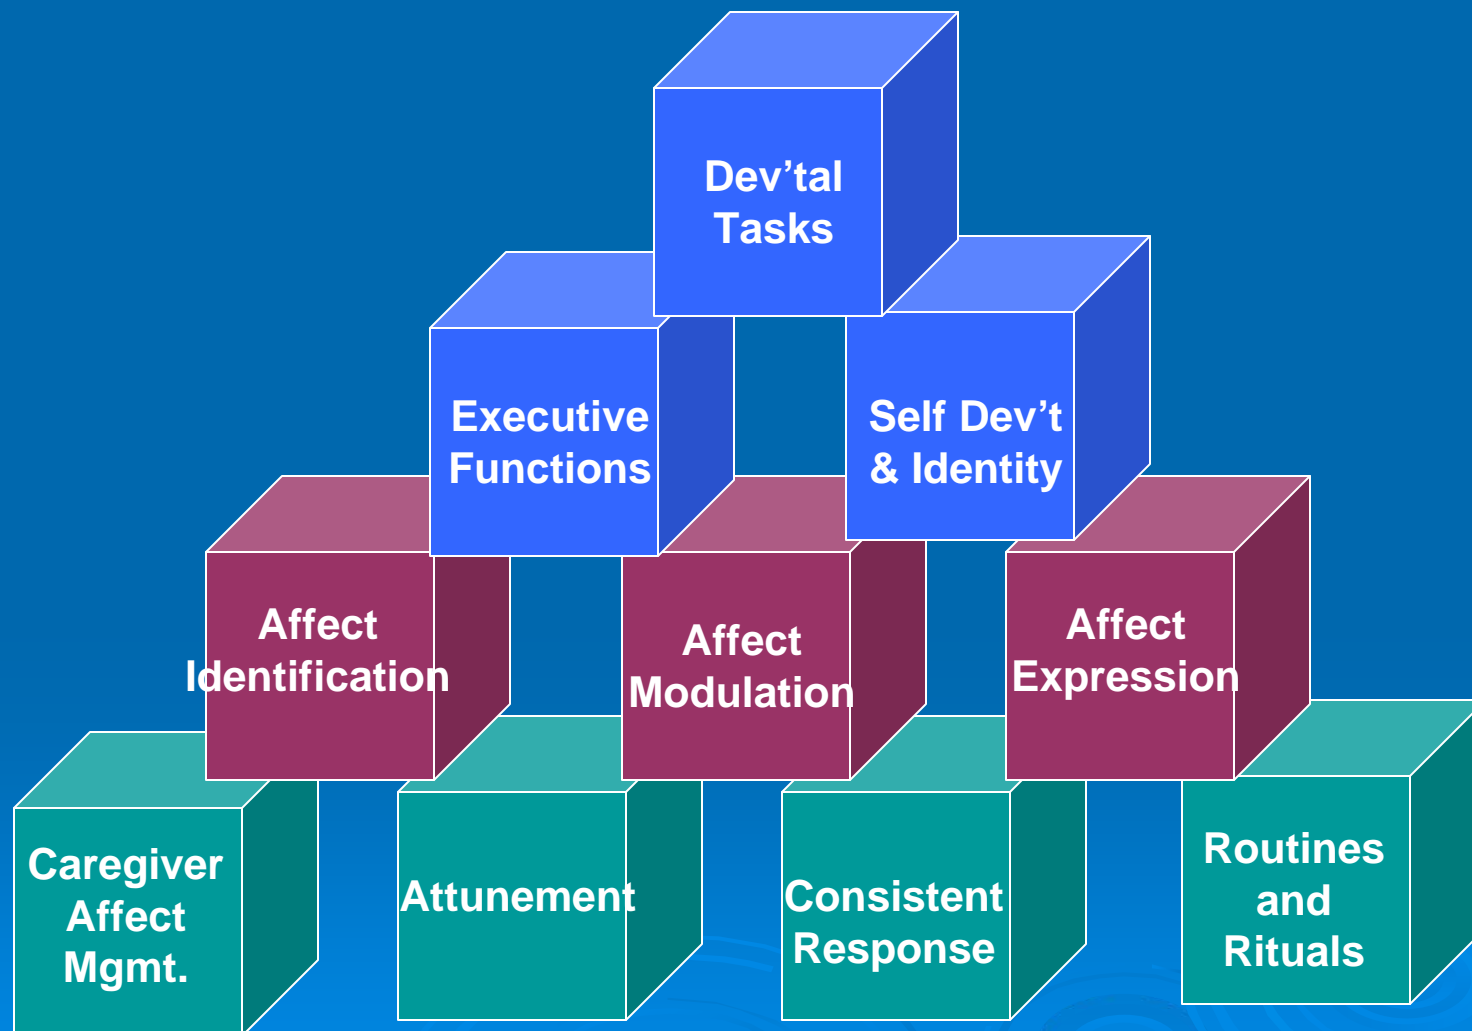 Dev’tal
Tasks
Executive
Functions
Self Dev’t
& Identity
Affect
Identification
Affect
Modulation
Affect
Expression
Caregiver
Affect
Mgmt.
Attunement
Consistent
Response
Routines
and
Rituals